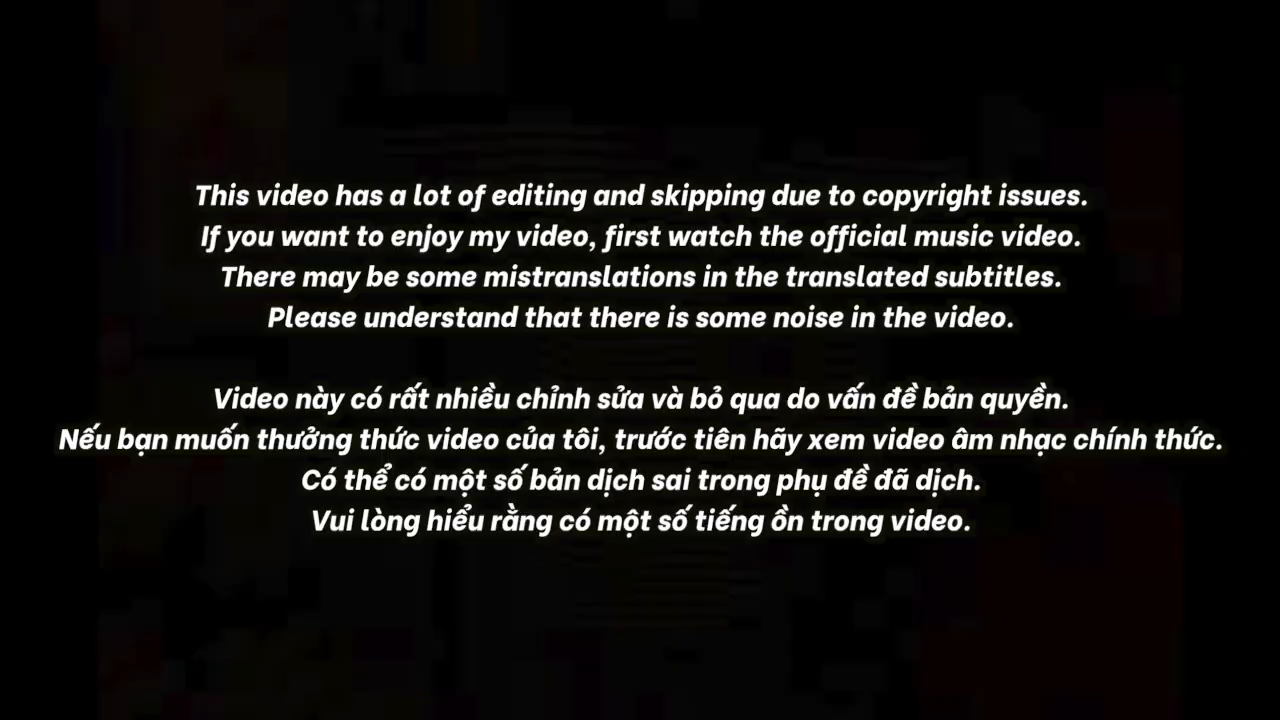 This video has a lot of editing and skipping due to copyright issues.
If you want to enjoy my video, first watch the official music video.
There may be some mistranslations in the translated subtitles.
Please understand that there is some noise in the video.
Video này có rất nhiều chỉnh sửa và bỏ qua do vấn đề bản quyền.
Nếu bạn muốn thưởng thức video của tôi, trước tiên hãy xem video âm nhạc chính thức.
Có thể có một số bản dịch sai trong phụ đề đã dịch.
Vui lòng hiểu rằng có một số tiếng ồn trong video.